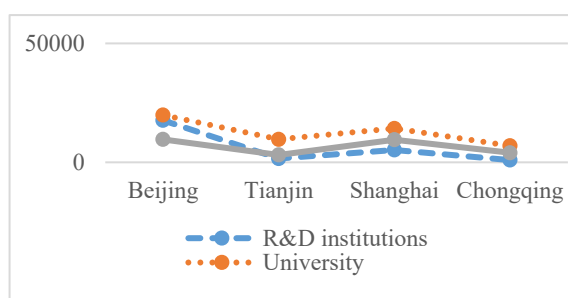 50000
0
Beijing Tianjin Shanghai Chongqing
R&D institutions
University